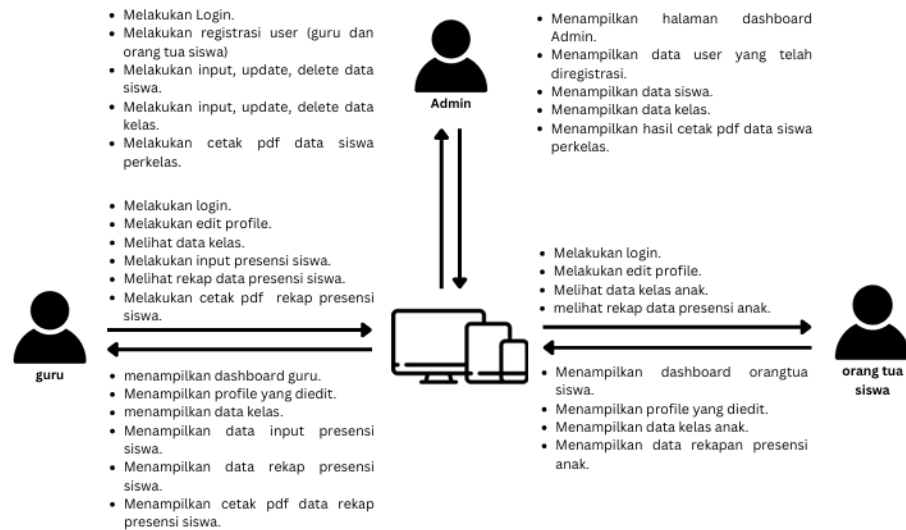 • Melakukan Login.
• Melakukan registrasi user (guru dan
orang tua siswa)
• Melakukan input, update, delete data
siswa.
• Melakukan input, update, delete data
kelas.
• Melakukan cetak pdf data siswa
perkelas.
• Menampilkan halaman dashboard
Admin.
• Menampilkan data user yang telah
diregistrasi.
• Menampilkan data siswa.
• Menampilkan data kelas.
• Menampilkan hasil cetak pdf data siswa
perkelas.
Admin
• Melakukan login.
• Melakukan edit profile.
• Melihat data kelas.
• Melakukan input presensi siswa.
• Melihat rekap data presensi siswa.
• Melakukan cetak pdf rekap presensi
siswa.
• Melakukan login.
• Melakukan edit profile.
• Melihat data kelas anak.
• melihat rekap data presensi anak.
guru
• menampilkan dashboard guru.
• Menampilkan profile yang diedit.
• menampilkan data kelas.
• Menampilkan data input presensi
siswa.
• Menampilkan data rekap presensi
siswa.
• Menampilkan cetak pdf data rekap
presensi siswa.
• Menampilkan dashboard orangtua
siswa.
• Menampilkan profile yang diedit.
• Menampilkan data kelas anak.
• Menampilkan data rekapan presensi
anak.
orang tua
siswa